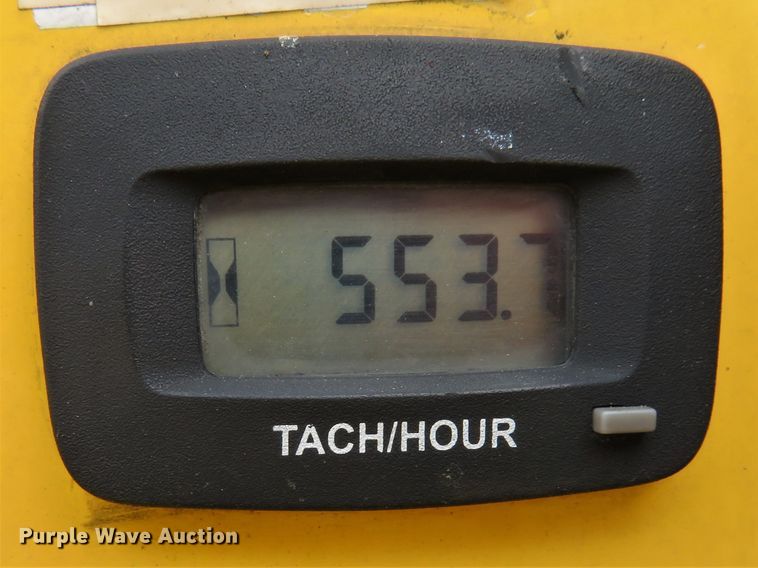 553.7
TACH/HOUR
Purple Wave Auction